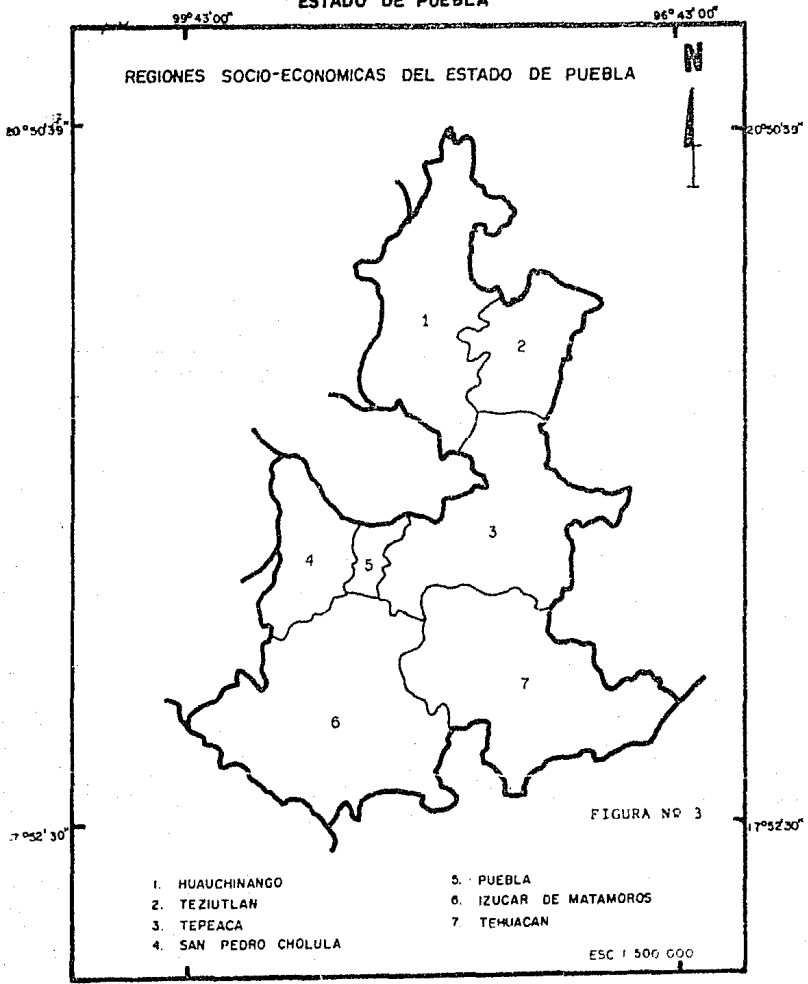 ESTADO DE PUEBLA
99°43'00" 96°43'00"
REGIONES SOCIO-ECONOMICAS DEL ESTADO DE PUEBLA
N
20°50'39" 20°50'39"
1
2
3
4
5
6
7
FIGURA Nº 3
7°52'30" 17°52'30"
1. HUAUCHINANGO
2. TEZIUTLAN
3. TEPEACA
4. SAN PEDRO CHOLULA
5. PUEBLA
6. IZUCAR DE MATAMOROS
7. TEHUACAN
ESC 1 500 000